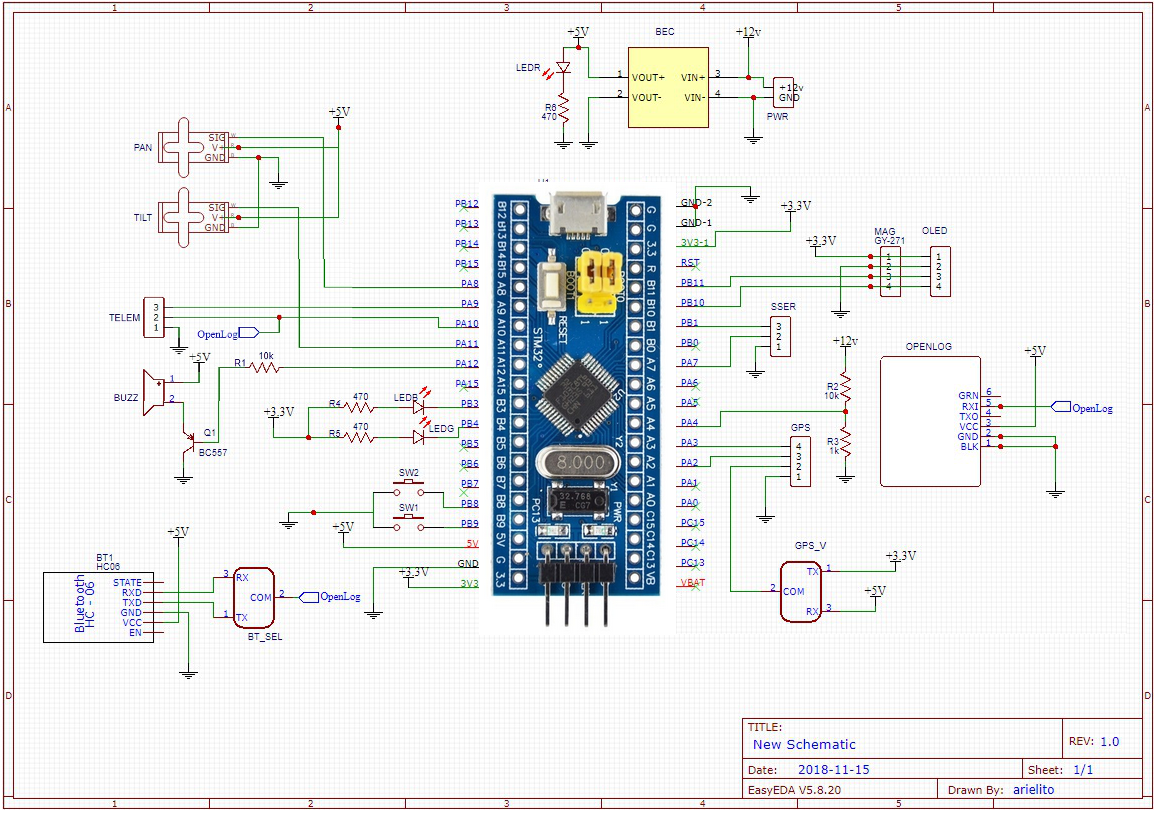 1 2 3 4 5
+5V
BEC
+12v
LEDR
1 VOUT+ VIN+ 3
2 VOUT- VIN- 4
+12v
GND
R6
470
PWR
A
A
+5V
PAN
SIG
V+
GND
TILT
SIG
V+
GND
PB12
PB13
PB14
PB15
PA8
PA9
PA10
PA11
PA12
PA15
PB3
PB4
PB5
PB6
PB7
PB8
PB9
5V
GND
3V3
B12
B13
B14
B15
A8
A9
A10
A11
A12
A15
B3
B4
B5
B6
B7
B8
B9
5V
G
3.3
RESET
STM32
8.000
Y2
32.768
Y1
PC13
PWR
G
G
3.3
R
B11
B10
B1
B0
A7
A6
A5
A4
A3
A2
A1
A0
C15
C14
C13
VB
GND-2
GND-1
3V3-1
RST
PB11
PB10
PB1
PB0
PA7
PA6
PA5
PA4
PA3
PA2
PA1
PA0
PC15
PC14
PC13
VBAT
+3.3V
+3.3V
MAG
GY-271
OLED
1
2
3
4
1
2
3
4
B
B
TELEM
3
2
1
OpenLog
SSER
3
2
1
+12v
+5V
R1 10k
BUZZ
1
2
Q1
BC557
+3.3V
R4 470 LEDB
R5 470 LEDG
R2
10k
R3
1k
OPENLOG
+5V
GRN 6
RXI 5
TXO 4
VCC 3
GND 2
BLK 1
OpenLog
GPS
4
3
2
1
C
C
SW2
SW1
+5V
+3.3V
+5V
BT1
HC06
Bluetooth
HC - 06
STATE
RXD
TXD
GND
VCC
EN
3 RX
COM 2
1 TX
BT_SEL
OpenLog
GPS_V
TX 1
2 COM
RX 3
+3.3V
+5V
D
D
TITLE:
New Schematic
REV: 1.0
Date: 2018-11-15
Sheet: 1/1
EasyEDA V5.8.20
Drawn By: arielito
1 2 3 4 5